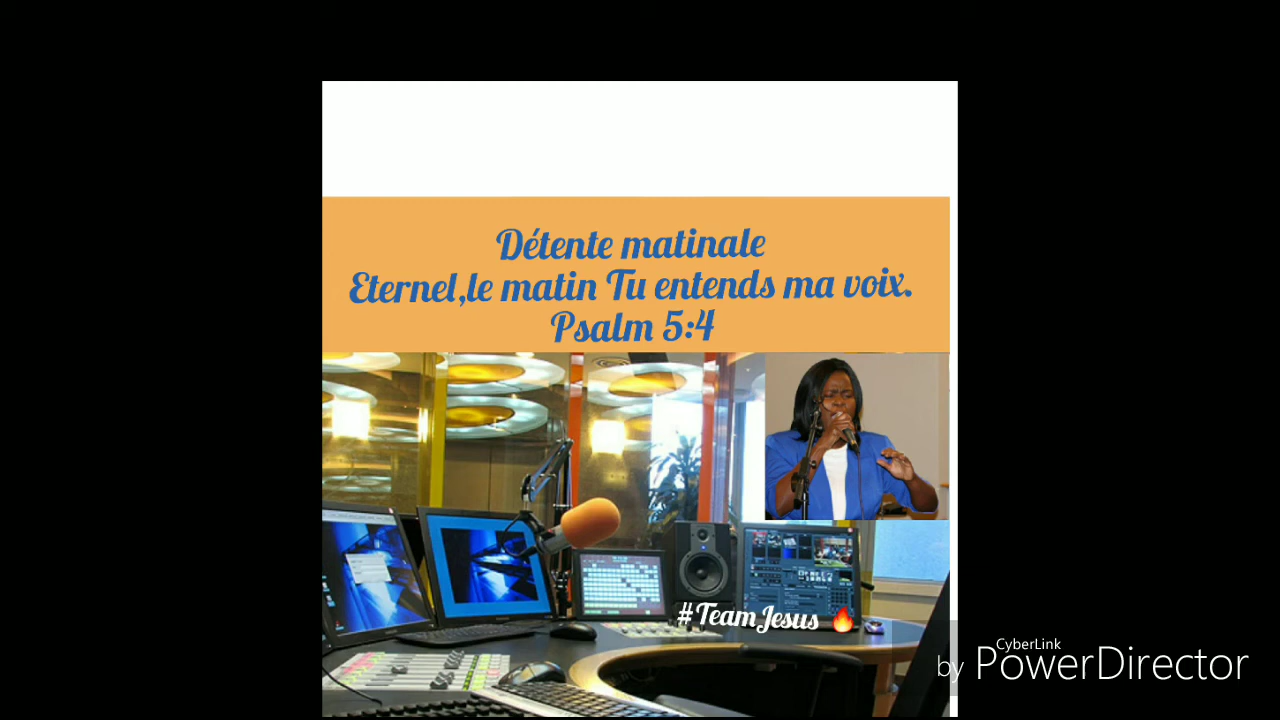 Détente matinale
Eternel,le matin Tu entends ma voix.
Psalm 5:4
#TeamJesus 🔥
CyberLink
by PowerDirector